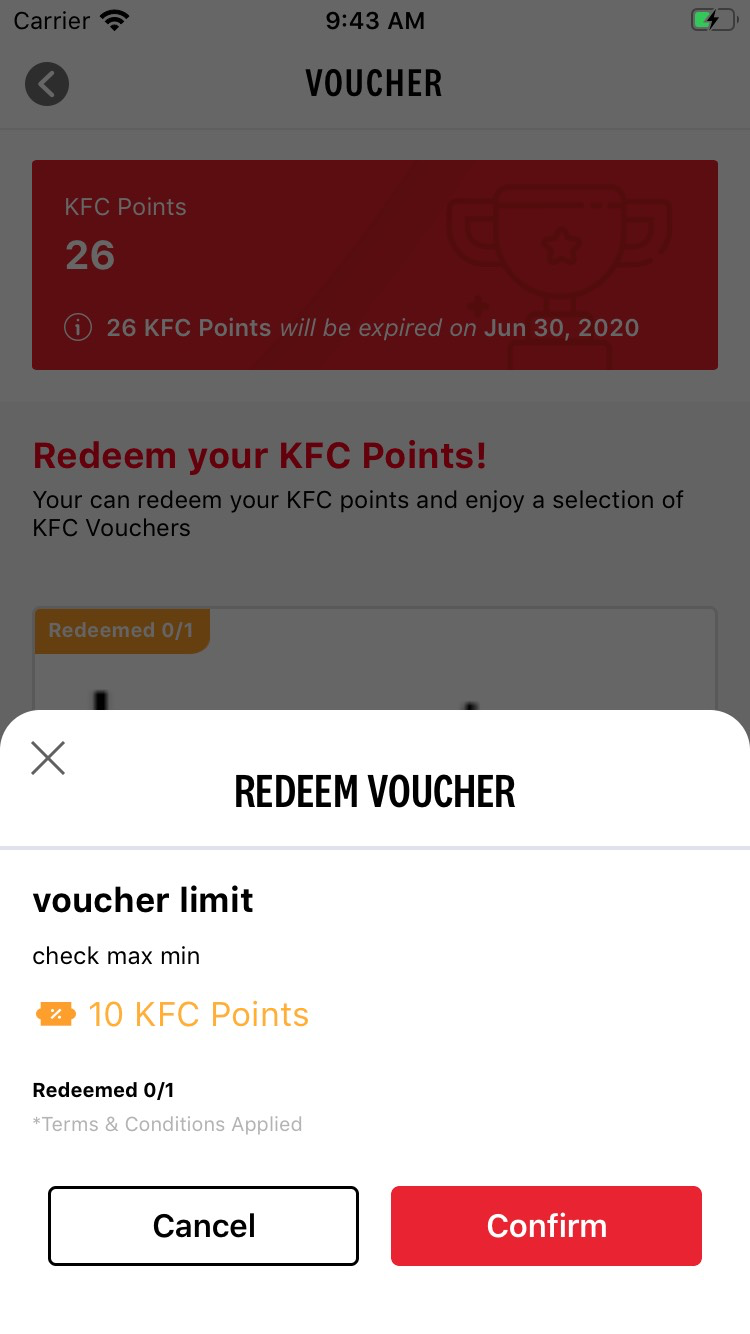 Carrier 9:43 AM
VOUCHER
KFC Points
26
26 KFC Points will be expired on Jun 30, 2020
Redeem your KFC Points!
Your can redeem your KFC points and enjoy a selection of
KFC Vouchers
Redeemed 0/1
REDEEM VOUCHER
voucher limit
check max min
10 KFC Points
Redeemed 0/1
*Terms & Conditions Applied
Cancel Confirm